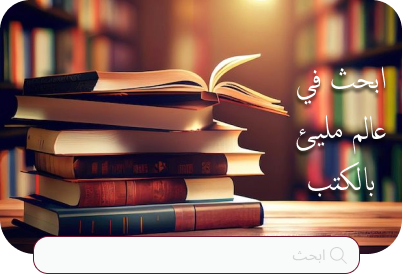 ابحث في
عالم مليئ
بالكتب
ابحث